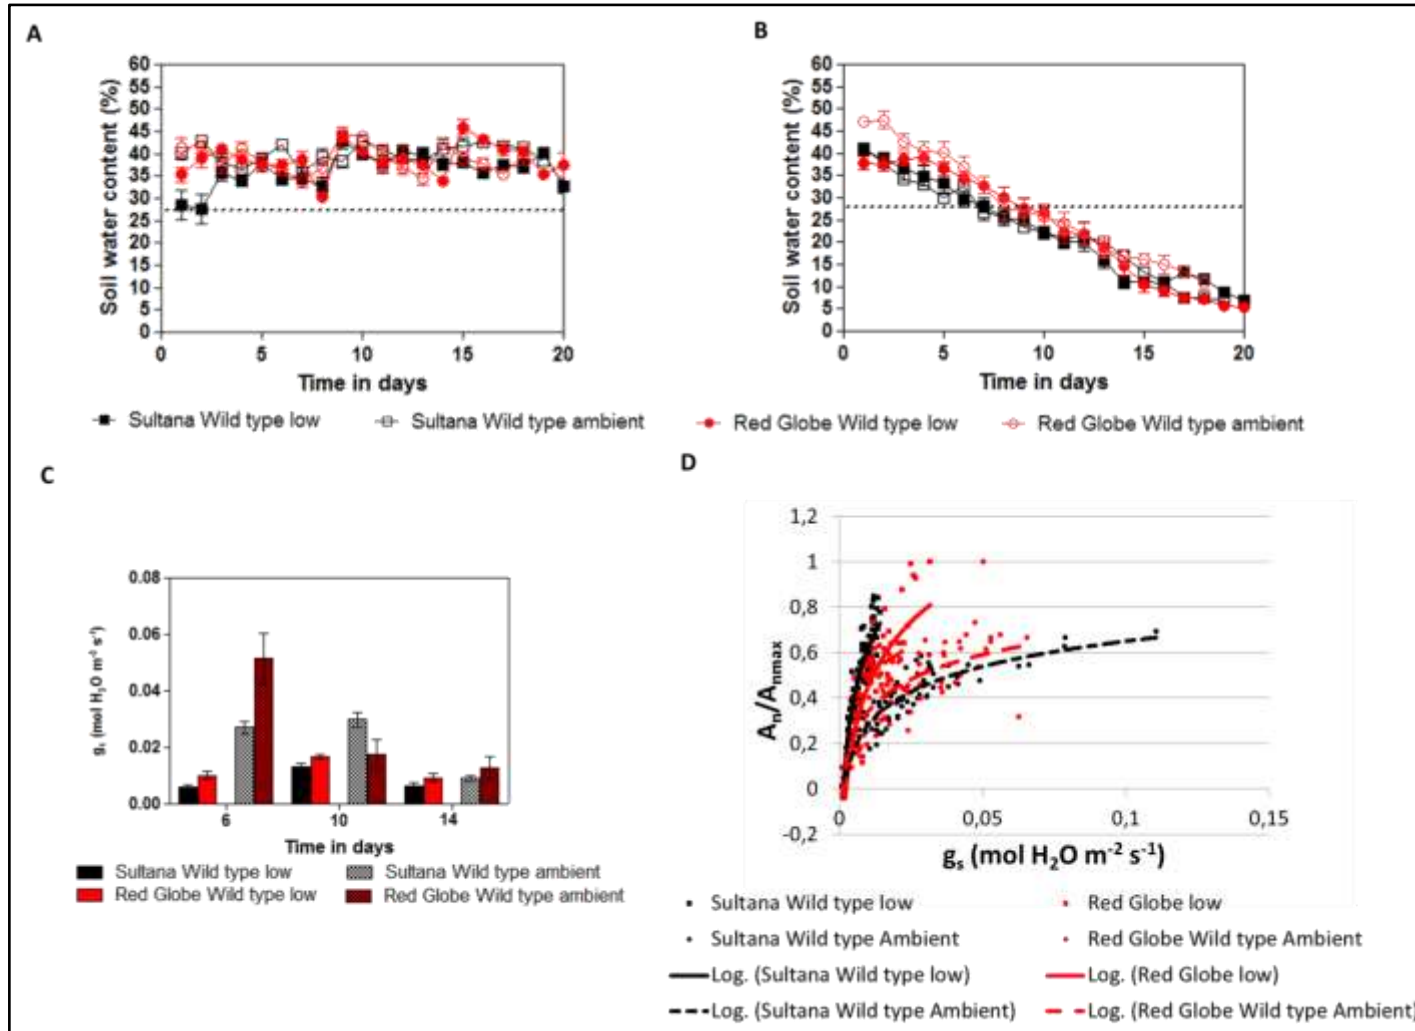 A
B
60
55
50
45
40
35
30
25
20
15
10
5
0
Soil water content (%)
0 5 10 15 20
Time in days
60
55
50
45
40
35
30
25
20
15
10
5
0
Soil water content (%)
0 5 10 15 20
Time in days
Sultana Wild type low Sultana Wild type ambient Red Globe Wild type low Red Globe Wild type ambient
C
0.08
0.06
0.04
0.02
0.00
gs (mol H2O m-2 s-1)
6 10 14
Time in days
Sultana Wild type low Sultana Wild type ambient
Red Globe Wild type low Red Globe Wild type ambient
D
1,2
1
0,8
0,6
0,4
0,2
0
-0,2
An/Anmax
0 0,05 0,1 0,15
gs (mol H2O m-2 s-1)
Sultana Wild type low Red Globe low
Sultana Wild type Ambient Red Globe Wild type Ambient
Log. (Sultana Wild type low) Log. (Red Globe low)
Log. (Sultana Wild type Ambient) Log. (Red Globe Wild type Ambient)